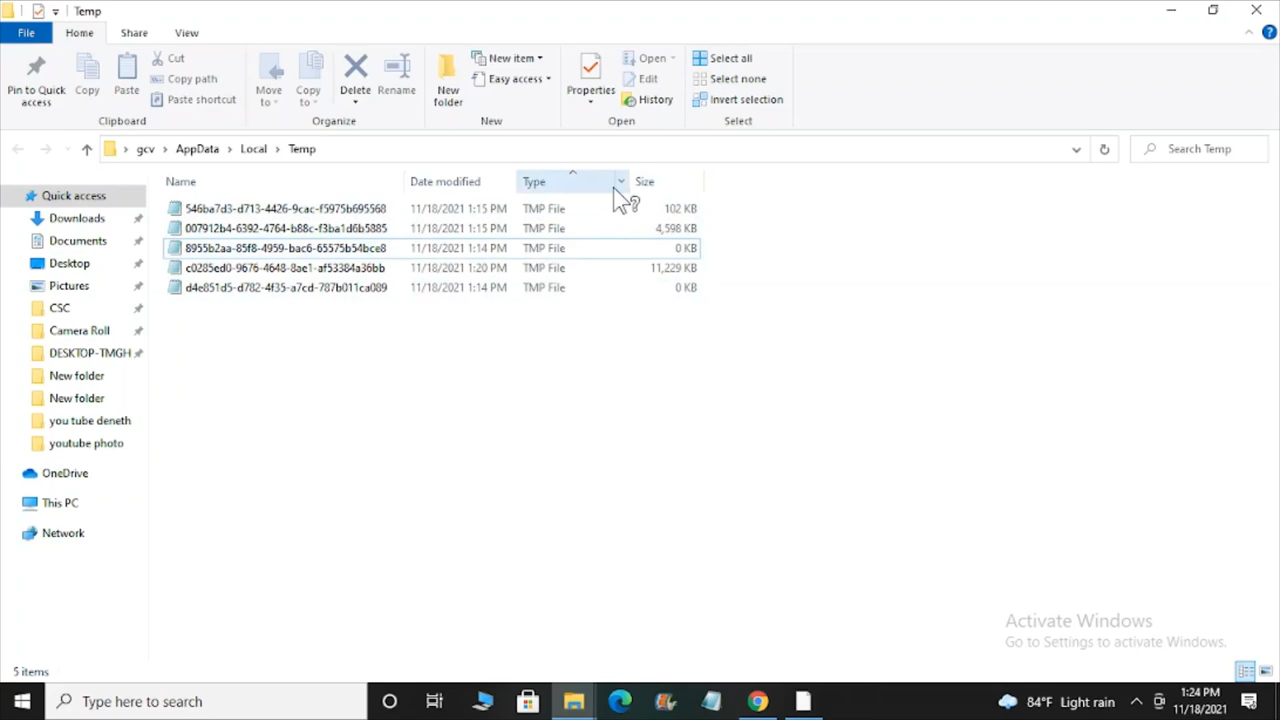 Temp
File Home Share View
Pin to Quick access
Copy
Paste
Cut
Copy path
Paste shortcut
Clipboard
Move to
Copy to
Delete
Rename
Organize
New folder
New item
Easy access
New
Properties
Open
Edit
History
Open
Select all
Select none
Invert selection
Select
gcv › AppData › Local › Temp
Search Temp
Name Date modified Type Size
546ba7d3-d713-4426-9cac-f5975b695568 11/18/2021 1:15 PM TMP File 102 KB
007912b4-6392-4764-b88c-f3ba1d6b5885 11/18/2021 1:15 PM TMP File 4,598 KB
8955b2aa-85f8-4959-bac6-65575b54bce8 11/18/2021 1:14 PM TMP File 0 KB
c0285ed0-9676-4648-8ae1-af53384a36bb 11/18/2021 1:20 PM TMP File 11,229 KB
d4e851d5-d782-4f35-a7cd-787b011ca089 11/18/2021 1:14 PM TMP File 0 KB
Quick access
Downloads
Documents
Desktop
Pictures
CSC
Camera Roll
DESKTOP-TMGH
New folder
New folder
you tube deneth
youtube photo
OneDrive
This PC
Network
Activate Windows
Go to Settings to activate Windows.
5 items
Type here to search
84°F Light rain
1:24 PM
11/18/2021